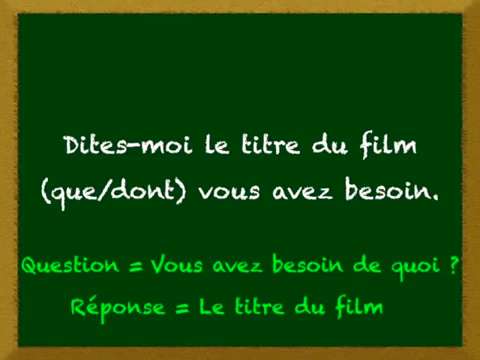 Dites-moi le titre du film
(que/dont) vous avez besoin.
Question = Vous avez besoin de quoi ?
Réponse = Le titre du film